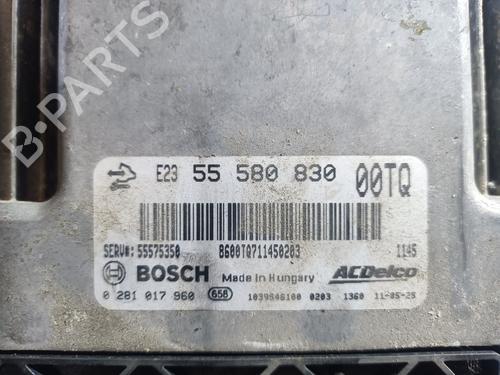 E23 55 580 830 00TQ
SERV#: 55575350 8600TQ711450203 1145
BOSCH Made in Hungary ACDelco
0 281 017 960 658 1039S46100 0203 1360 11-05-25
B-PARTS